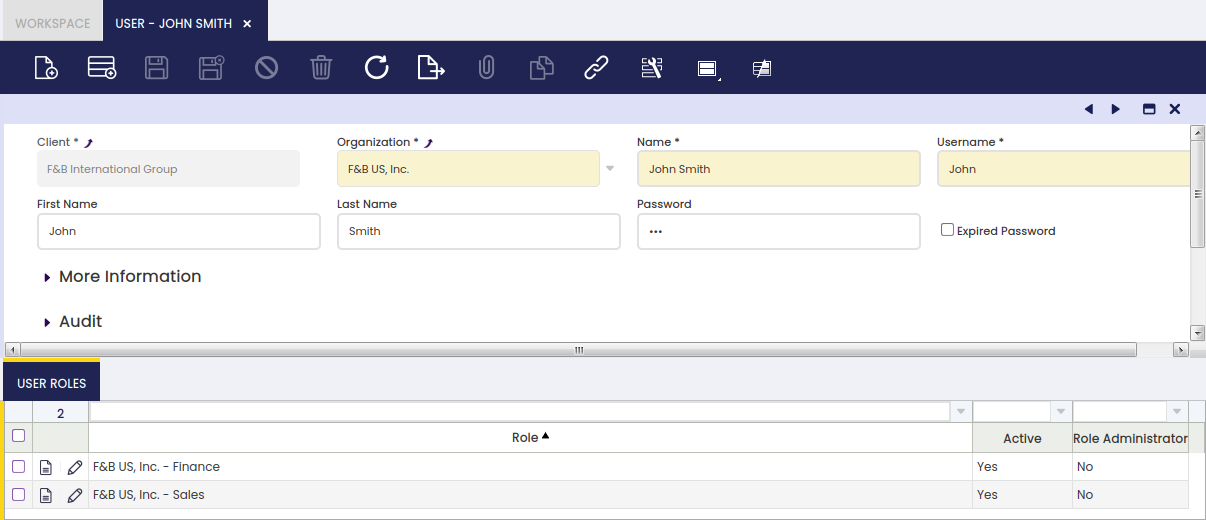 WORKSPACE USER - JOHN SMITH ×
Client * Organization * Name * Username *
F&B International Group F&B US, Inc. John Smith John
First Name Last Name Password
John Smith ••• Expired Password
More Information
Audit
USER ROLES
2
Role Active Role Administrator
F&B US, Inc. - Finance Yes No
F&B US, Inc. - Sales Yes No